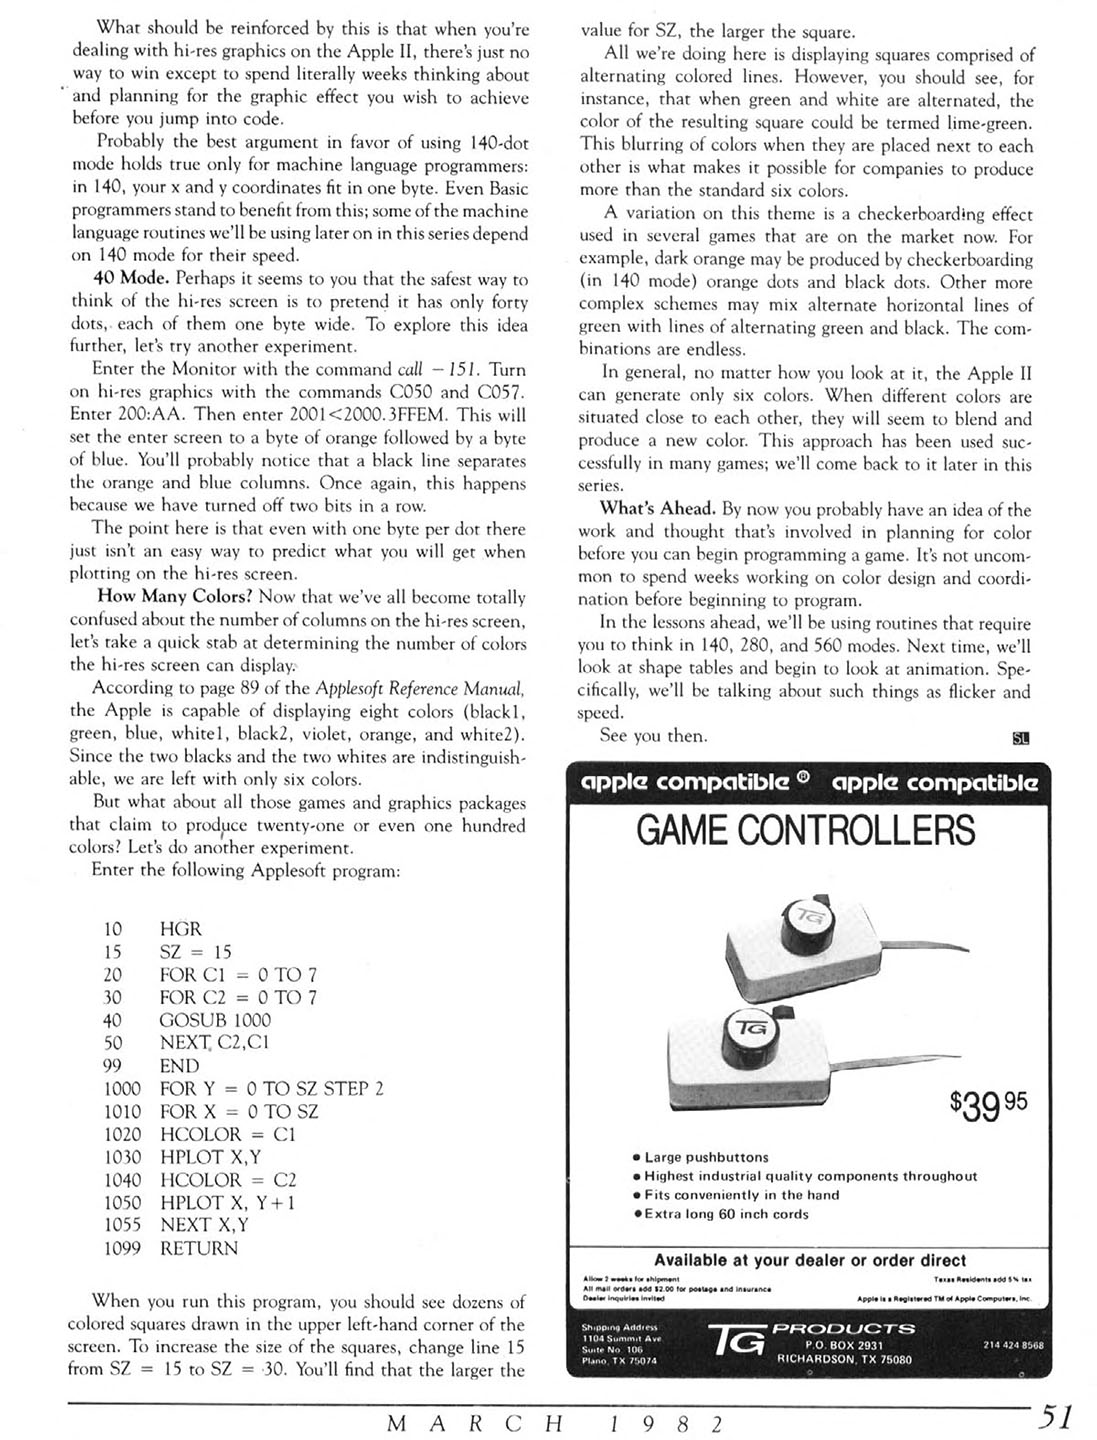 What should be reinforced by this is that when you're
dealing with hi-res graphics on the Apple II, there's just no
way to win except to spend literally weeks thinking about
and planning for the graphic effect you wish to achieve
before you jump into code.
Probably the best argument in favor of using 140-dot
mode holds true only for machine language programmers:
in 140, your x and y coordinates fit in one byte. Even Basic
programmers stand to benefit from this; some of the machine
language routines we'll be using later on in this series depend
on 140 mode for their speed.
40 Mode. Perhaps it seems to you that the safest way to
think of the hi-res screen is to pretend it has only forty
dots, each of them one byte wide. To explore this idea
further, let's try another experiment.
Enter the Monitor with the command call −151. Turn
on hi-res graphics with the commands C050 and C057.
Enter 200:AA. Then enter 2001<2000.3FFEM. This will
set the enter screen to a byte of orange followed by a byte
of blue. You'll probably notice that a black line separates
the orange and blue columns. Once again, this happens
because we have turned off two bits in a row.
The point here is that even with one byte per dot there
just isn't an easy way to predict what you will get when
plotting on the hi-res screen.
How Many Colors? Now that we've all become totally
confused about the number of columns on the hi-res screen,
let's take a quick stab at determining the number of colors
the hi-res screen can display.
According to page 89 of the Applesoft Reference Manual,
the Apple is capable of displaying eight colors (black1,
green, blue, white1, black2, violet, orange, and white2).
Since the two blacks and the two whites are indistinguish-
able, we are left with only six colors.
But what about all those games and graphics packages
that claim to produce twenty-one or even one hundred
colors? Let's do another experiment.
Enter the following Applesoft program:
10 HGR
15 SZ = 15
20 FOR C1 = 0 TO 7
30 FOR C2 = 0 TO 7
40 GOSUB 1000
50 NEXT C2,C1
99 END
1000 FOR Y = 0 TO SZ STEP 2
1010 FOR X = 0 TO SZ
1020 HCOLOR = C1
1030 HPLOT X,Y
1040 HCOLOR = C2
1050 HPLOT X, Y+1
1055 NEXT X,Y
1099 RETURN
When you run this program, you should see dozens of
colored squares drawn in the upper left-hand corner of the
screen. To increase the size of the squares, change line 15
from SZ = 15 to SZ = 30. You'll find that the larger the
value for SZ, the larger the square.
All we're doing here is displaying squares comprised of
alternating colored lines. However, you should see, for
instance, that when green and white are alternated, the
color of the resulting square could be termed lime-green.
This blurring of colors when they are placed next to each
other is what makes it possible for companies to produce
more than the standard six colors.
A variation on this theme is a checkerboarding effect
used in several games that are on the market now. For
example, dark orange may be produced by checkerboarding
(in 140 mode) orange dots and black dots. Other more
complex schemes may mix alternate horizontal lines of
green with lines of alternating green and black. The com-
binations are endless.
In general, no matter how you look at it, the Apple II
can generate only six colors. When different colors are
situated close to each other, they will seem to blend and
produce a new color. This approach has been used suc-
cessfully in many games; we'll come back to it later in this
series.
What's Ahead. By now you probably have an idea of the
work and thought that's involved in planning for color
before you can begin programming a game. It's not uncom-
mon to spend weeks working on color design and coordi-
nation before beginning to program.
In the lessons ahead, we'll be using routines that require
you to think in 140, 280, and 560 modes. Next time, we'll
look at shape tables and begin to look at animation. Spe-
cifically, we'll be talking about such things as flicker and
speed.
See you then. SL
apple compatible ® apple compatible
GAME CONTROLLERS
TG
TG
$39 95
• Large pushbuttons
• Highest industrial quality components throughout
• Fits conveniently in the hand
• Extra long 60 inch cords
Available at your dealer or order direct
Allow 2 weeks for shipment
All mail orders add $2.00 for postage and insurance
Dealer inquiries invited
Texas Residents add 5% tax
Apple is a Registered TM of Apple Computers, Inc.
Shipping Address
1104 Summit Ave
Suite No 106
Plano, TX 75074
TG PRODUCTS
P.O. BOX 2931
RICHARDSON, TX 75080
214 424 8568
MARCH 1982 51